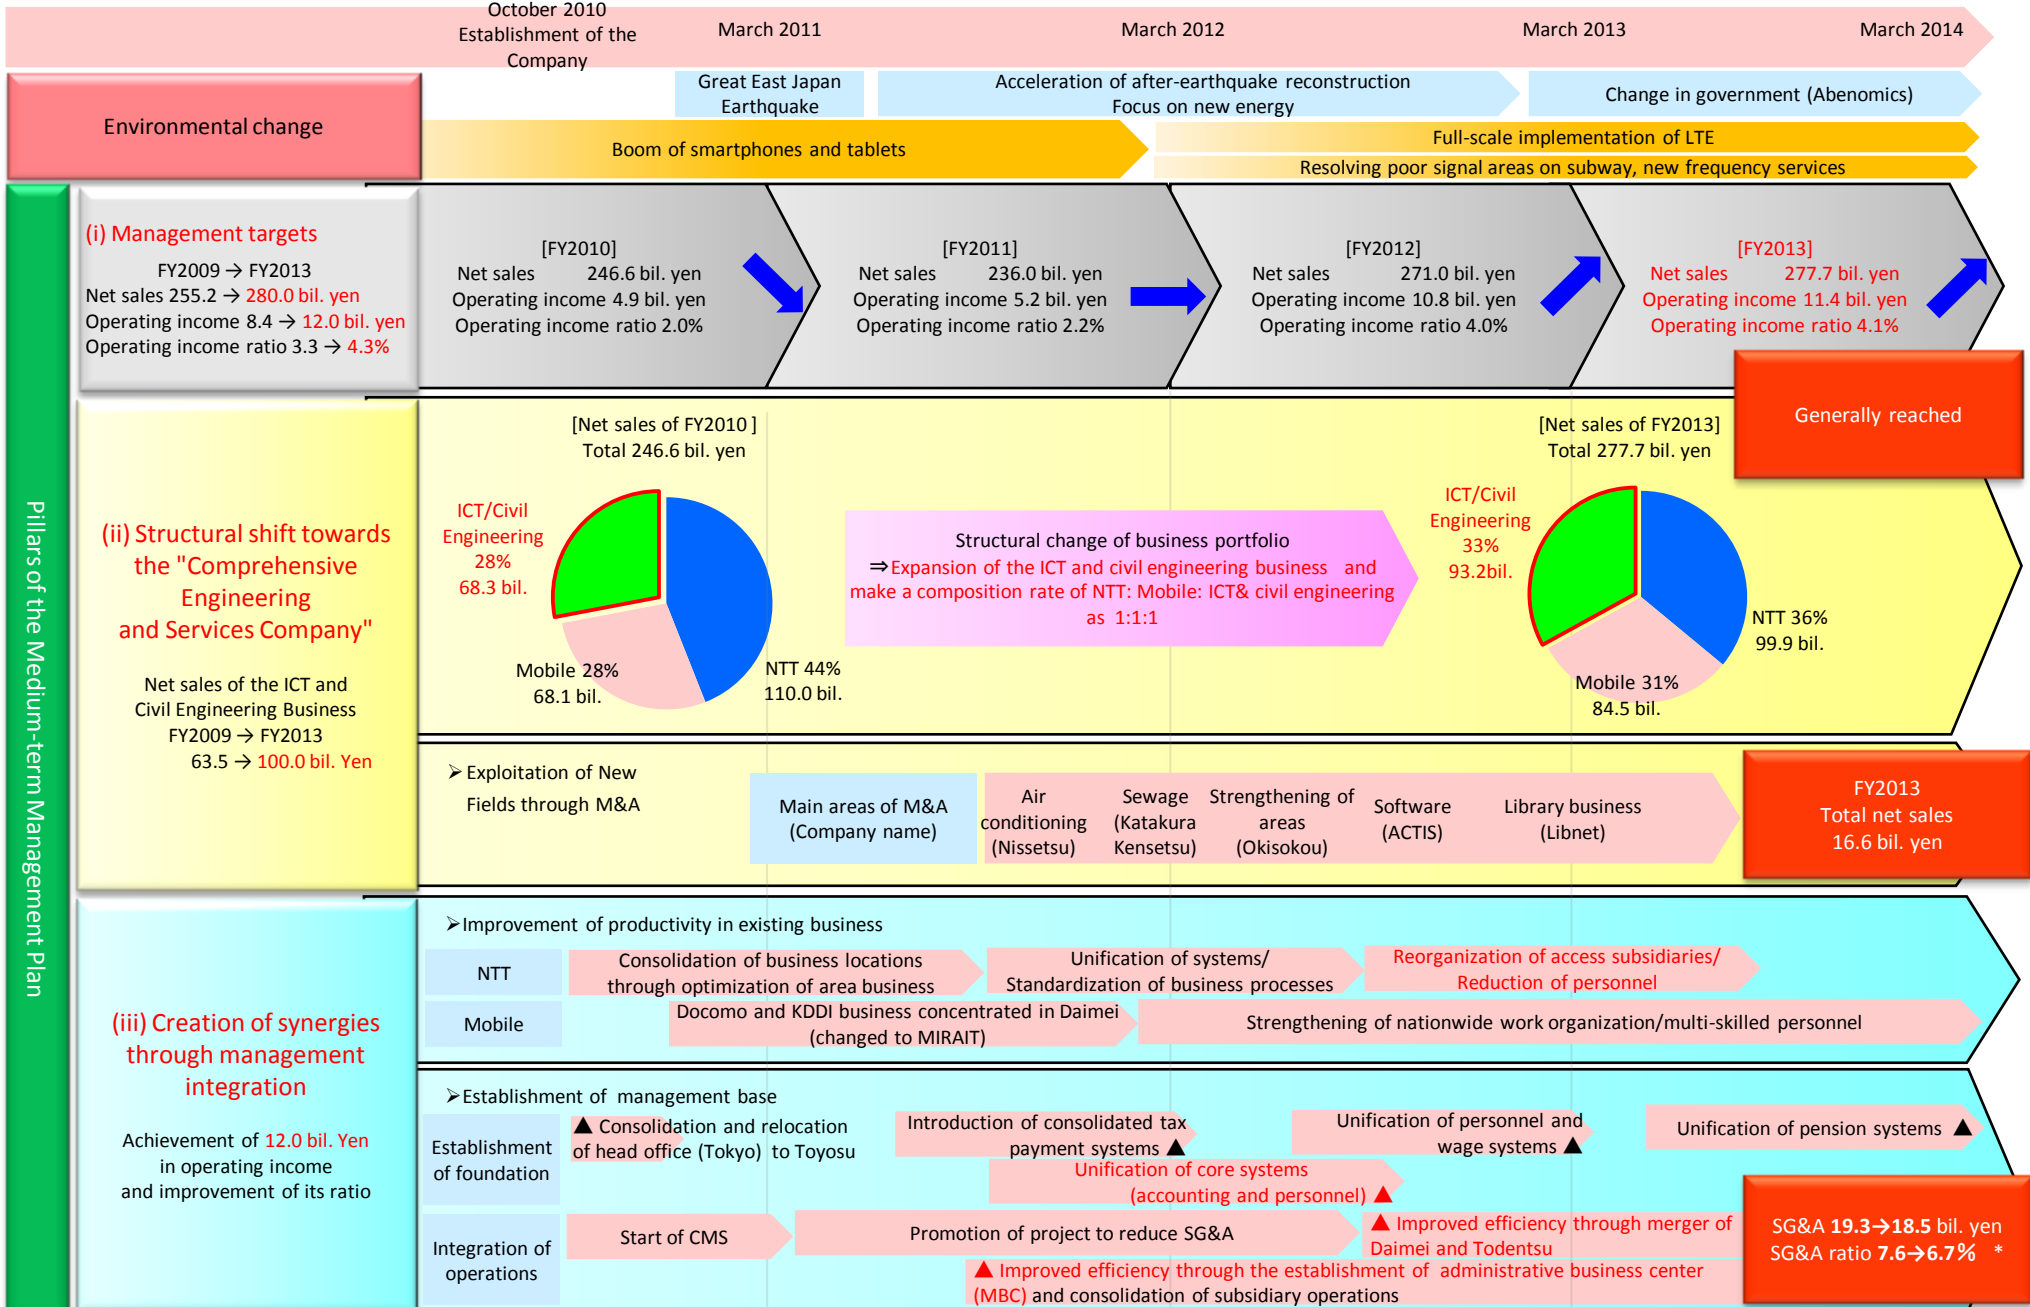 October 2010
Establishment of the
Company
March 2011
March 2012
March 2013
March 2014
Environmental change
Great East Japan
Earthquake
Acceleration of after-earthquake reconstruction
Focus on new energy
Change in government (Abenomics)
Boom of smartphones and tablets
Full-scale implementation of LTE
Resolving poor signal areas on subway, new frequency services
Pillars of the Medium-term Management Plan
(i) Management targets
FY2009 → FY2013
Net sales 255.2 → 280.0 bil. yen
Operating income 8.4 → 12.0 bil. yen
Operating income ratio 3.3 → 4.3%
[FY2010]
Net sales 246.6 bil. yen
Operating income 4.9 bil. yen
Operating income ratio 2.0%
[FY2011]
Net sales 236.0 bil. yen
Operating income 5.2 bil. yen
Operating income ratio 2.2%
[FY2012]
Net sales 271.0 bil. yen
Operating income 10.8 bil. yen
Operating income ratio 4.0%
[FY2013]
Net sales 277.7 bil. yen
Operating income 11.4 bil. yen
Operating income ratio 4.1%
Generally reached
(ii) Structural shift towards
the "Comprehensive
Engineering
and Services Company"
Net sales of the ICT and
Civil Engineering Business
FY2009 → FY2013
63.5 → 100.0 bil. Yen
[Net sales of FY2010 ]
Total 246.6 bil. yen
ICT/Civil
Engineering
28%
68.3 bil.
Mobile 28%
68.1 bil.
NTT 44%
110.0 bil.
Structural change of business portfolio
⇒Expansion of the ICT and civil engineering business and
make a composition rate of NTT: Mobile: ICT& civil engineering
as 1:1:1
[Net sales of FY2013]
Total 277.7 bil. yen
ICT/Civil
Engineering
33%
93.2bil.
NTT 36%
99.9 bil.
Mobile 31%
84.5 bil.
➢ Exploitation of New
Fields through M&A
Main areas of M&A
(Company name)
Air
conditioning
(Nissetsu)
Sewage
(Katakura
Kensetsu)
Strengthening of
areas
(Okisokou)
Software
(ACTIS)
Library business
(Libnet)
FY2013
Total net sales
16.6 bil. yen
(iii) Creation of synergies
through management
integration
Achievement of 12.0 bil. Yen
in operating income
and improvement of its ratio
➢Improvement of productivity in existing business
NTT
Consolidation of business locations
through optimization of area business
Unification of systems/
Standardization of business processes
Reorganization of access subsidiaries/
Reduction of personnel
Mobile
Docomo and KDDI business concentrated in Daimei
(changed to MIRAIT)
Strengthening of nationwide work organization/multi-skilled personnel
➢Establishment of management base
Establishment
of foundation
▲ Consolidation and relocation
of head office (Tokyo) to Toyosu
Introduction of consolidated tax
payment systems ▲
Unification of personnel and
wage systems ▲
Unification of pension systems ▲
Unification of core systems
(accounting and personnel) ▲
Integration of
operations
Start of CMS
Promotion of project to reduce SG&A
▲ Improved efficiency through merger of
Daimei and Todentsu
▲ Improved efficiency through the establishment of administrative business center
(MBC) and consolidation of subsidiary operations
SG&A 19.3→18.5 bil. yen
SG&A ratio 7.6→6.7% *